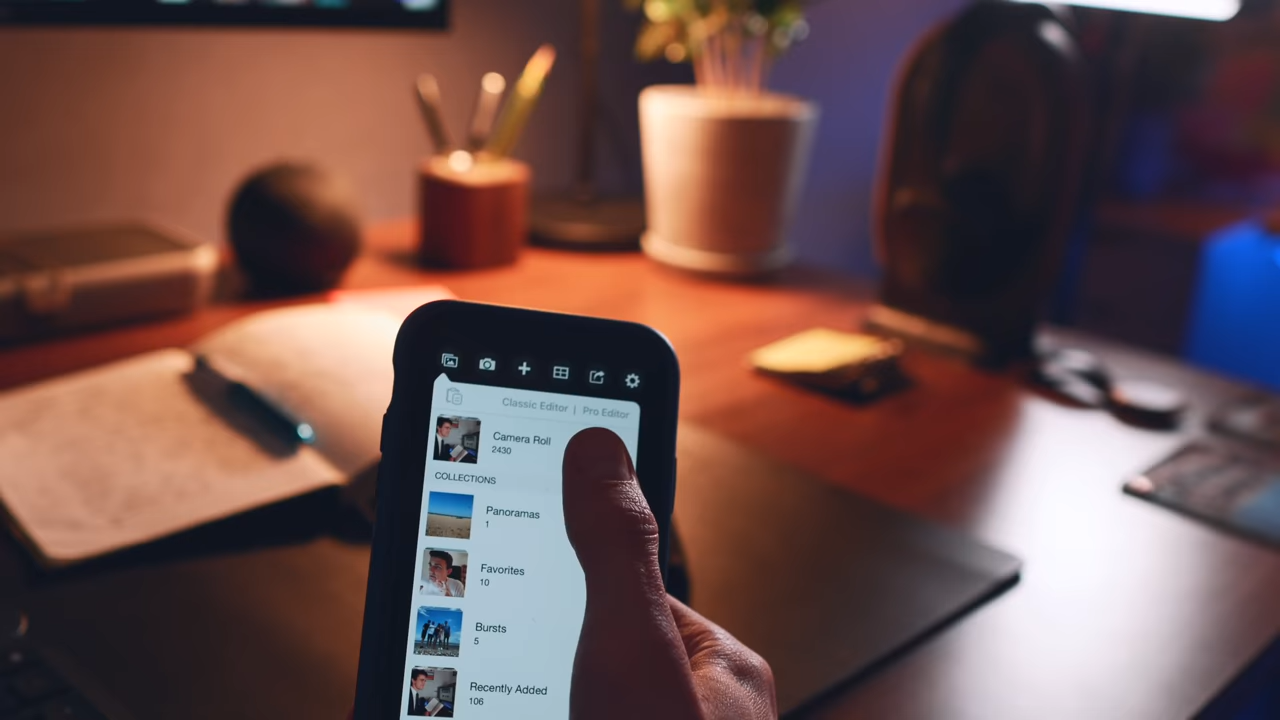 Classic Editor | Pro Editor
Camera Roll
2430
COLLECTIONS
Panoramas
1
Favorites
10
Bursts
5
Recently Added
106